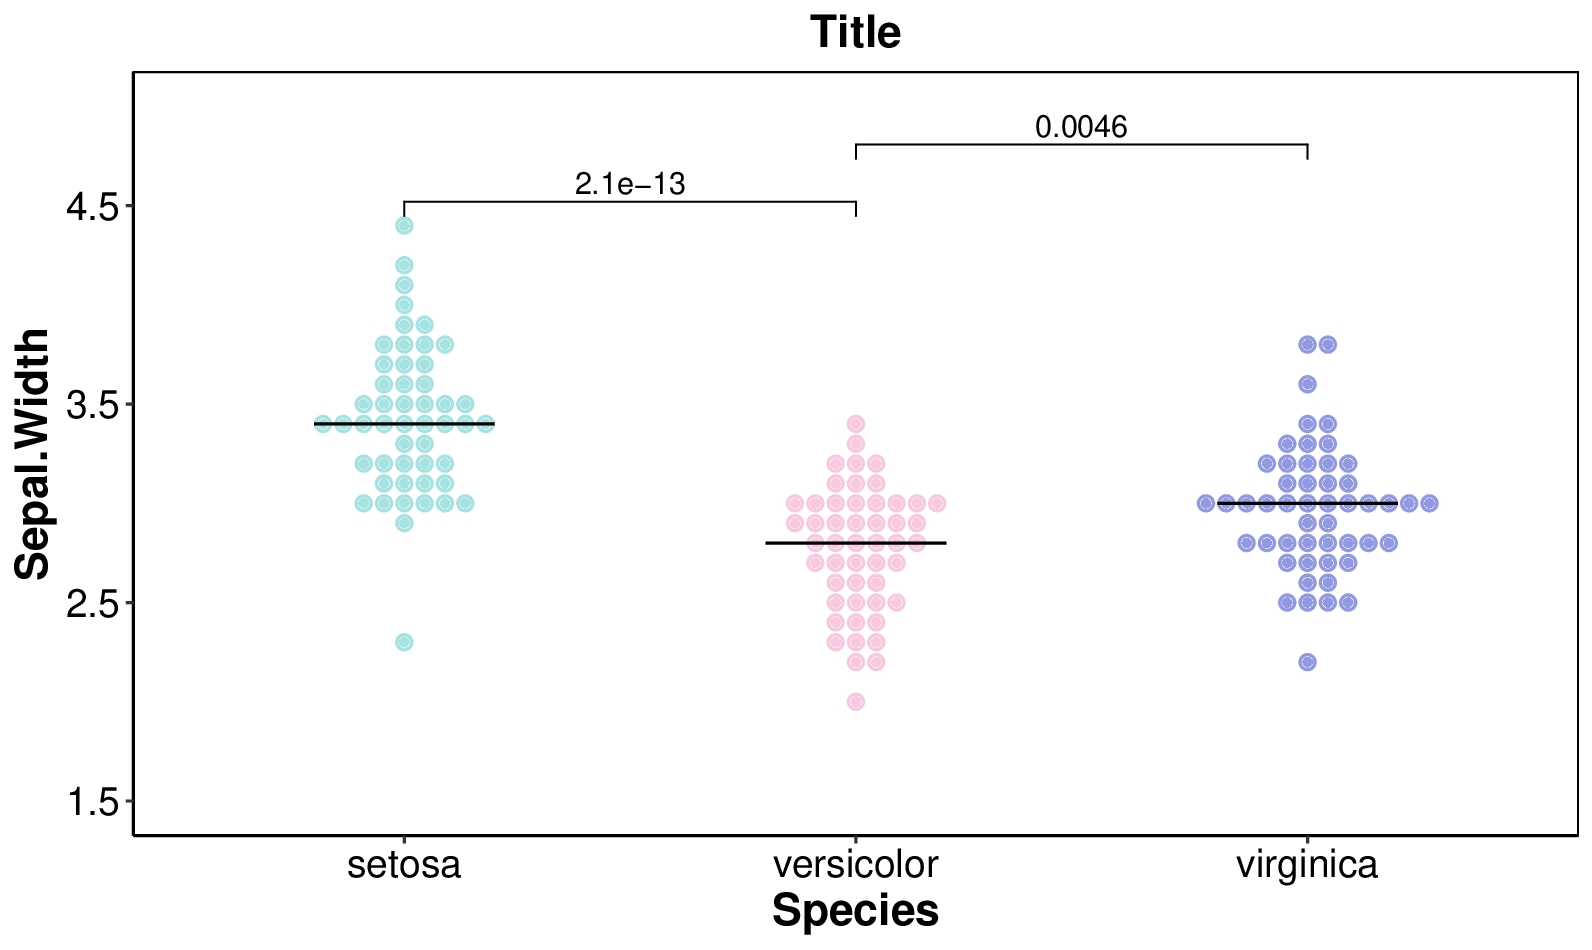 Title
0.0046
2.1e−13
Sepal.Width
4.5
3.5
2.5
1.5
setosa versicolor virginica
Species